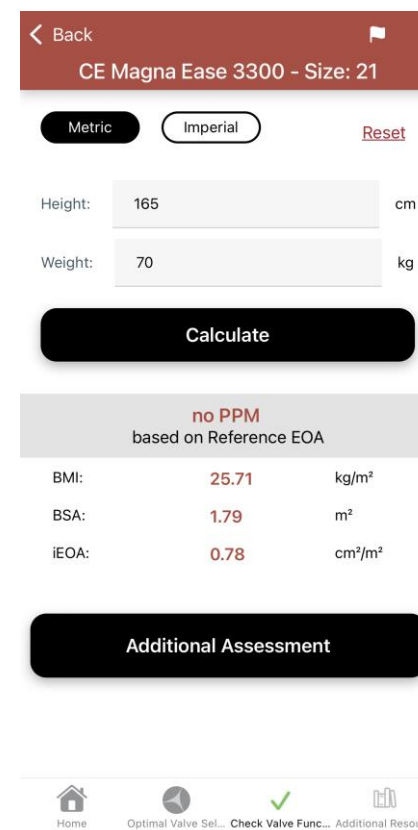 Back
CE Magna Ease 3300 - Size: 21
Metric Imperial Reset
Height: 165 cm
Weight: 70 kg
Calculate
no PPM
based on Reference EOA
BMI: 25.71 kg/m²
BSA: 1.79 m²
iEOA: 0.78 cm²/m²
Additional Assessment
Home Optimal Valve Sel... Check Valve Func... Additional Resou